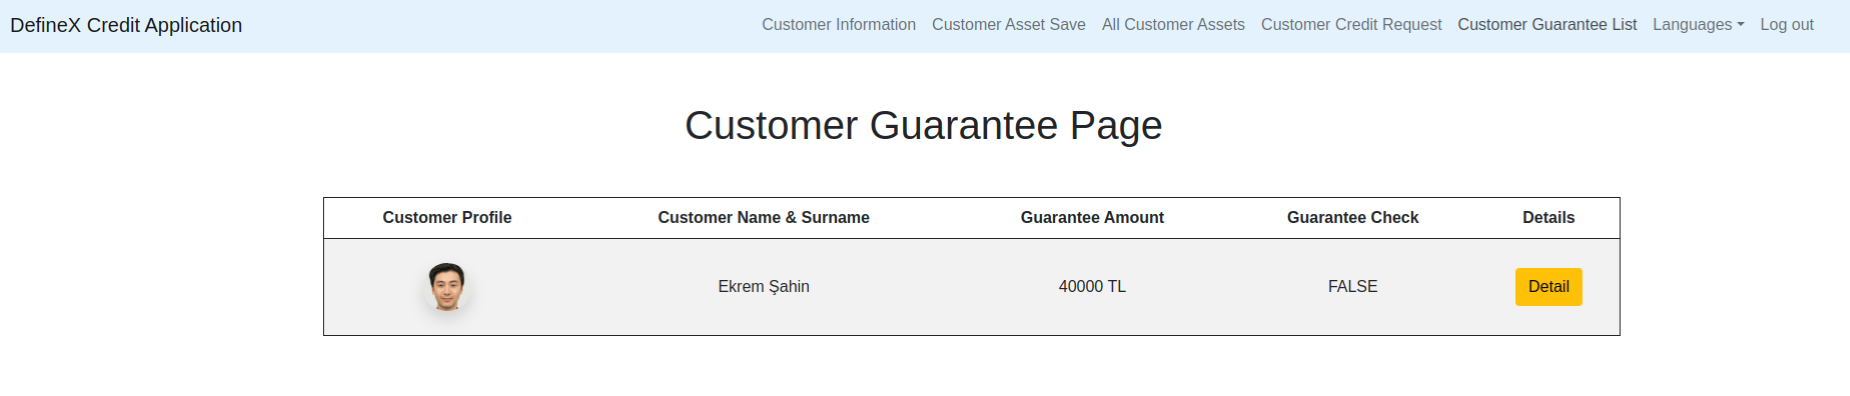 DefineX Credit Application Customer Information Customer Asset Save All Customer Assets Customer Credit Request Customer Guarantee List Languages Log out
Customer Guarantee Page
Customer Profile Customer Name & Surname Guarantee Amount Guarantee Check Details
Ekrem Şahin 40000 TL FALSE Detail